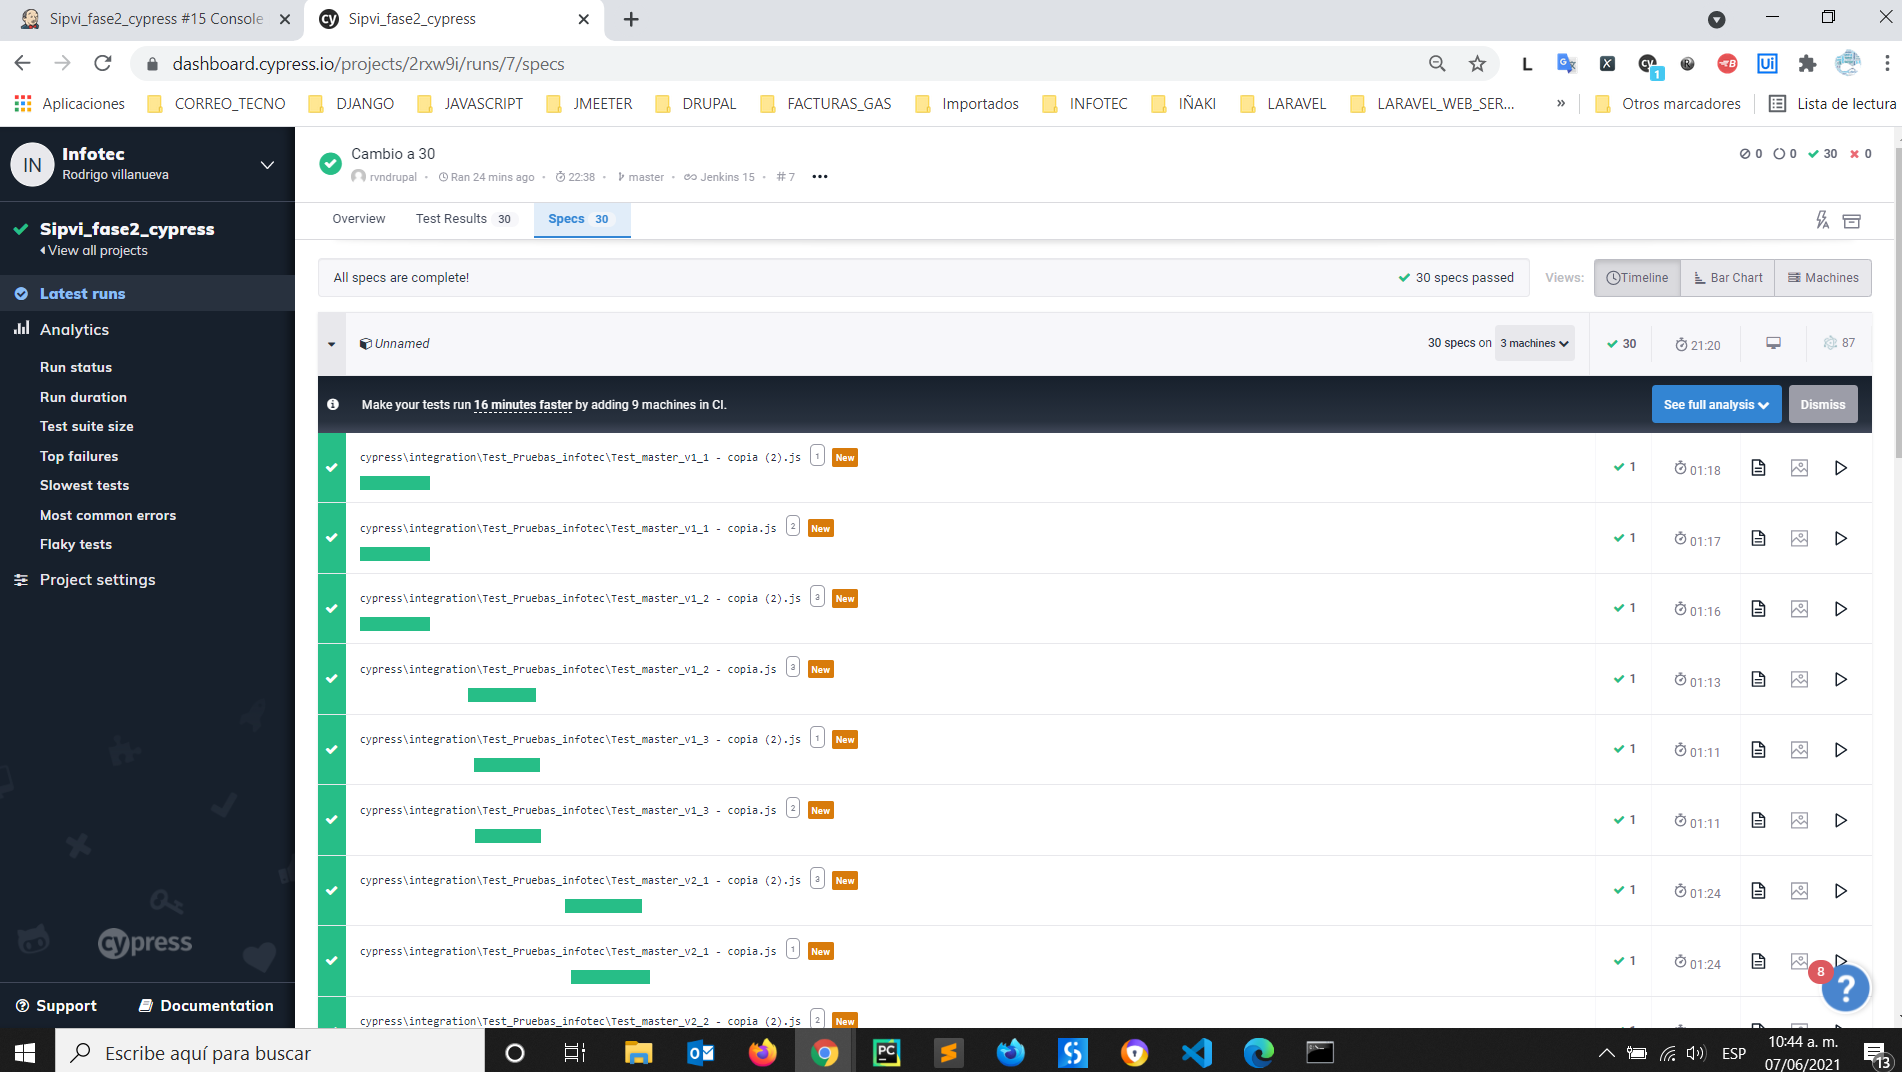 Sipvi_fase2_cypress #15 Console
Sipvi_fase2_cypress
dashboard.cypress.io/projects/2rxw9i/runs/7/specs
Aplicaciones CORREO_TECNO DJANGO JAVASCRIPT JMEETER DRUPAL FACTURAS_GAS Importados INFOTEC IÑAKI LARAVEL LARAVEL_WEB_SER... » Otros marcadores Lista de lectura
IN
Infotec
Rodrigo villanueva
Sipvi_fase2_cypress
View all projects
Latest runs
Analytics
Run status
Run duration
Test suite size
Top failures
Slowest tests
Most common errors
Flaky tests
Project settings
cypress
Support Documentation
Cambio a 30
rvndrupal • Ran 24 mins ago • 22:38 • master • Jenkins 15 • # 7 •••
0 0 30 0
Overview Test Results 30 Specs 30
All specs are complete! 30 specs passed Views: Timeline Bar Chart Machines
Unnamed 30 specs on 3 machines 30 21:20 87
Make your tests run 16 minutes faster by adding 9 machines in CI. See full analysis Dismiss
cypress\integration\Test_Pruebas_infotec\Test_master_v1_1 - copia (2).js 1 New 1 01:18
cypress\integration\Test_Pruebas_infotec\Test_master_v1_1 - copia.js 2 New 1 01:17
cypress\integration\Test_Pruebas_infotec\Test_master_v1_2 - copia (2).js 3 New 1 01:16
cypress\integration\Test_Pruebas_infotec\Test_master_v1_2 - copia.js 3 New 1 01:13
cypress\integration\Test_Pruebas_infotec\Test_master_v1_3 - copia (2).js 1 New 1 01:11
cypress\integration\Test_Pruebas_infotec\Test_master_v1_3 - copia.js 2 New 1 01:11
cypress\integration\Test_Pruebas_infotec\Test_master_v2_1 - copia (2).js 3 New 1 01:24
cypress\integration\Test_Pruebas_infotec\Test_master_v2_1 - copia.js 1 New 1 01:24
cypress\integration\Test_Pruebas_infotec\Test_master_v2_2 - copia (2).js 2 New
8
?
Escribe aquí para buscar
ESP
10:44 a. m.
07/06/2021
13